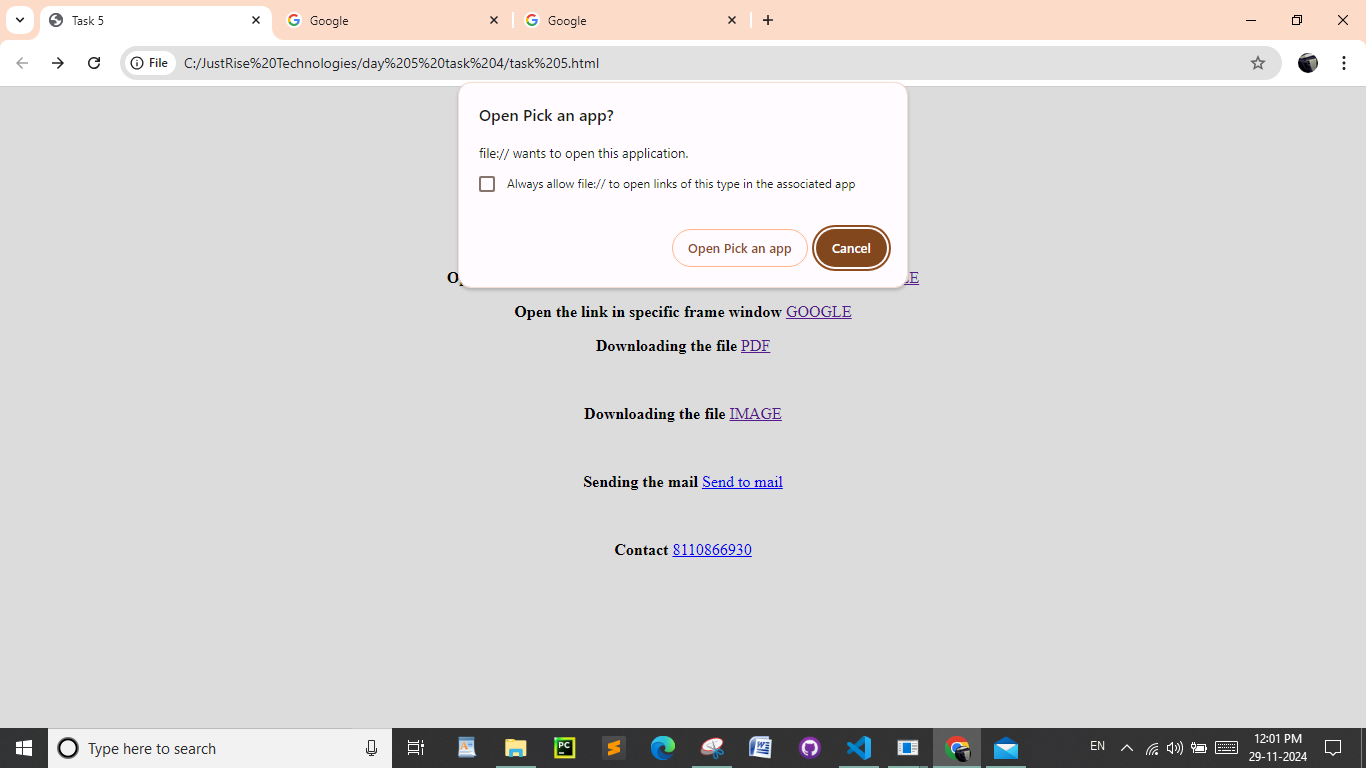 Task 5
Google
Google
File
C:/JustRise%20Technologies/day%205%20task%204/task%205.html
Open Pick an app?
file:// wants to open this application.
Always allow file:// to open links of this type in the associated app
Open Pick an app
Cancel
Open the link in specific frame window GOOGLE
Downloading the file PDF
Downloading the file IMAGE
Sending the mail Send to mail
Contact 8110866930
Type here to search
PC
EN
12:01 PM
29-11-2024